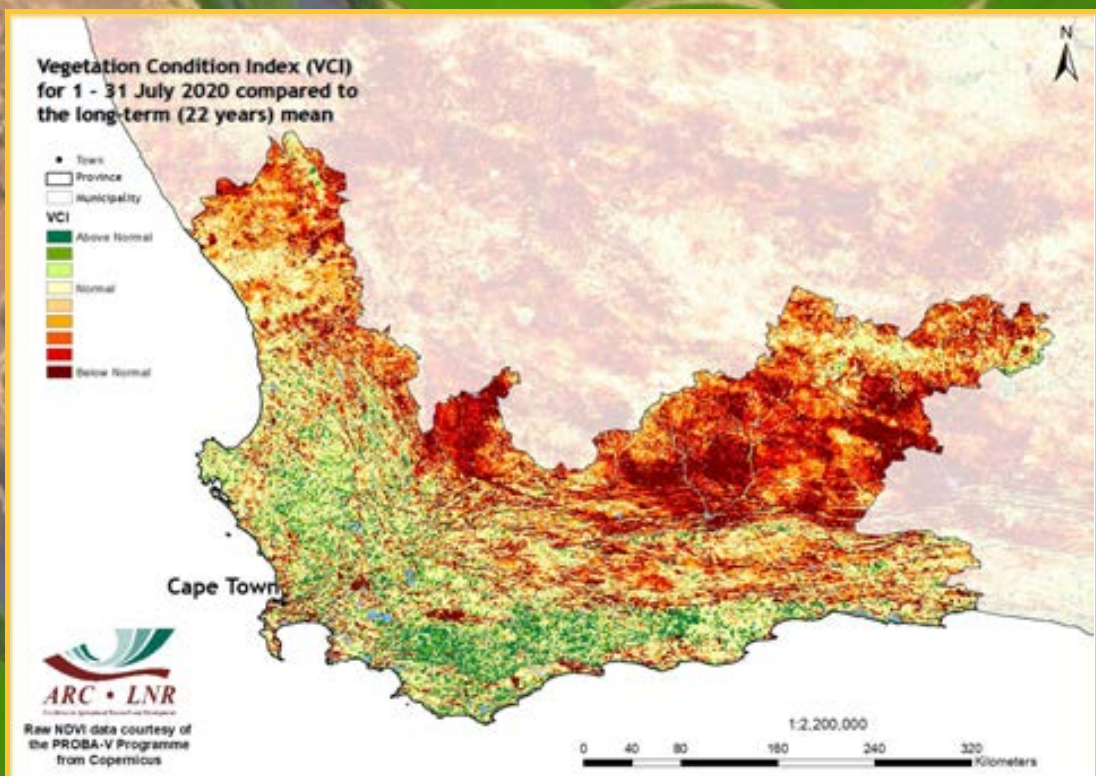 Vegetation Condition Index (VCI)
for 1 - 31 July 2020 compared to
the long-term (22 years) mean
N
Town
Province
Municipality
VCI
Above Normal
Normal
Below Normal
Cape Town
ARC • LNR
Raw NDVI data courtesy of
the PROBA-V Programme
from Copernicus
1:2,200,000
0 40 80 160 240 320
Kilometers